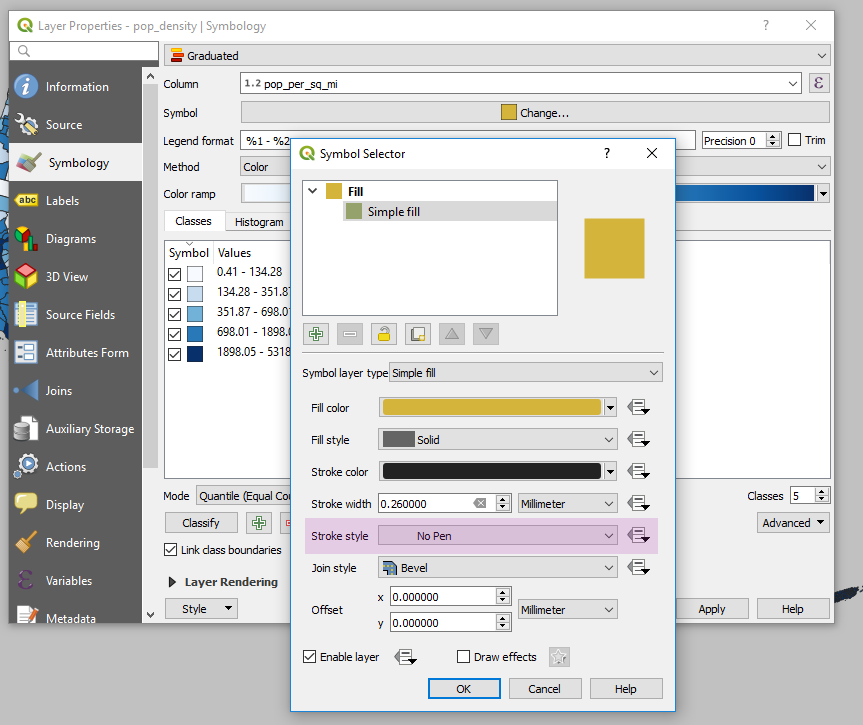 Layer Properties - pop_density | Symbology
Graduated
Information
Source
Symbology
Labels
Diagrams
3D View
Source Fields
Attributes Form
Joins
Auxiliary Storage
Actions
Display
Rendering
Variables
Metadata
Column 1.2 pop_per_sq_mi ε
Symbol Change...
Legend format %1 - %2 Precision 0 Trim
Method Color
Color ramp
Classes Histogram
Symbol Values
0.41 - 134.28
134.28 - 351.87
351.87 - 698.01
698.01 - 1898.0
1898.05 - 5318
Mode Quantile (Equal Cou Classes 5
Classify Advanced
Link class boundaries
Layer Rendering
Style Apply Help
Symbol Selector
Fill
Simple fill
Symbol layer type Simple fill
Fill color
Fill style Solid
Stroke color
Stroke width 0.260000 Millimeter
Stroke style No Pen
Join style Bevel
Offset x 0.000000 Millimeter
y 0.000000
Enable layer Draw effects
OK Cancel Help